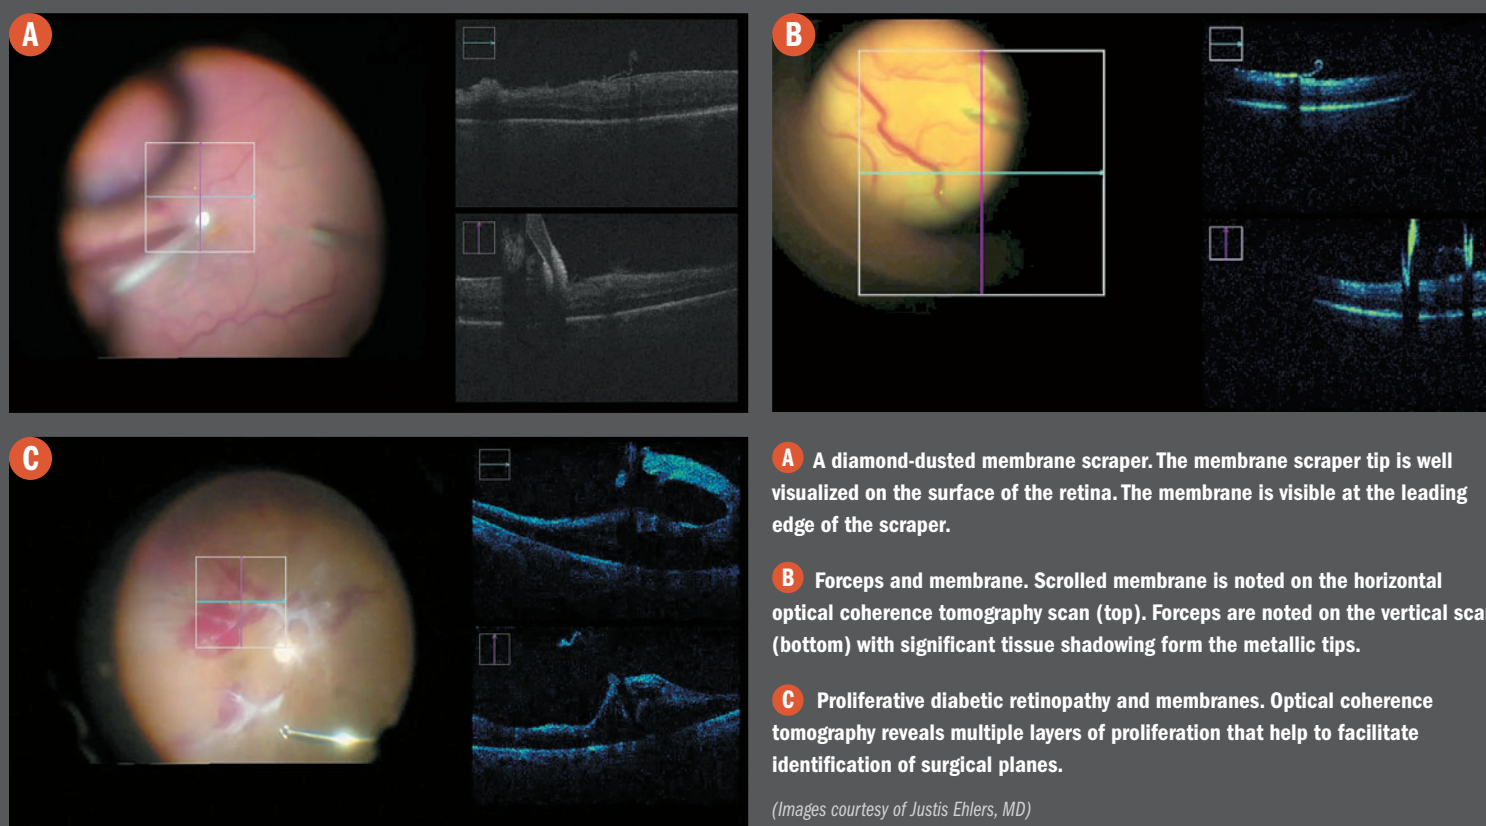 A
B
C
A A diamond-dusted membrane scraper. The membrane scraper tip is well
visualized on the surface of the retina. The membrane is visible at the leading
edge of the scraper.
B Forceps and membrane. Scrolled membrane is noted on the horizontal
optical coherence tomography scan (top). Forceps are noted on the vertical
(bottom) with significant tissue shadowing form the metallic tips.
C Proliferative diabetic retinopathy and membranes. Optical coherence
tomography reveals multiple layers of proliferation that help to facilitate
identification of surgical planes.
(Images courtesy of Justis Ehlers, MD)